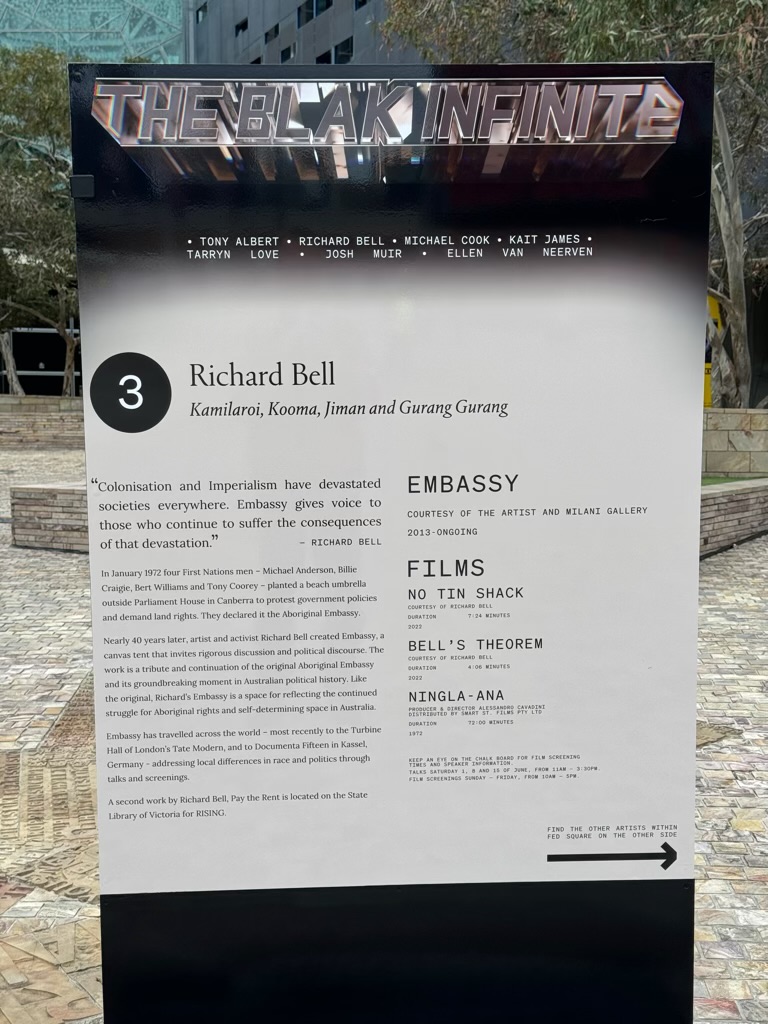 THE BLAK INFINITE
• TONY ALBERT • RICHARD BELL • MICHAEL COOK • KAIT JAMES •
TARRYN LOVE • JOSH MUIR • ELLEN VAN NEERVEN
3
Richard Bell
Kamilaroi, Kooma, Jiman and Gurang Gurang
“Colonisation and Imperialism have devastated
societies everywhere. Embassy gives voice to
those who continue to suffer the consequences
of that devastation.”
– RICHARD BELL
In January 1972 four First Nations men – Michael Anderson, Billie
Craigie, Bert Williams and Tony Coorey – planted a beach umbrella
outside Parliament House in Canberra to protest government policies
and demand land rights. They declared it the Aboriginal Embassy.
Nearly 40 years later, artist and activist Richard Bell created Embassy, a
canvas tent that invites rigorous discussion and political discourse. The
work is a tribute and continuation of the original Aboriginal Embassy
and its groundbreaking moment in Australian political history. Like
the original, Richard’s Embassy is a space for reflecting the continued
struggle for Aboriginal rights and self-determining space in Australia.
Embassy has travelled across the world – most recently to the Turbine
Hall of London’s Tate Modern, and to Documenta Fifteen in Kassel,
Germany - addressing local differences in race and politics through
talks and screenings.
A second work by Richard Bell, Pay the Rent is located on the State
Library of Victoria for RISING.
EMBASSY
COURTESY OF THE ARTIST AND MILANI GALLERY
2013-ONGOING
FILMS
NO TIN SHACK
COURTESY OF RICHARD BELL
DURATION 7:24 MINUTES
2022
BELL’S THEOREM
COURTESY OF RICHARD BELL
DURATION 4:06 MINUTES
2022
NINGLA-ANA
PRODUCER & DIRECTOR ALESSANDRO CAVADINI
DISTRIBUTED BY SMART ST. FILMS PTY LTD
DURATION 72:00 MINUTES
1972
KEEP AN EYE ON THE CHALK BOARD FOR FILM SCREENING
TIMES AND SPEAKER INFORMATION.
TALKS SATURDAY 1, 8 AND 15 OF JUNE, FROM 11AM – 3:30PM.
FILM SCREENINGS SUNDAY – FRIDAY, FROM 10AM – 5PM
FIND THE OTHER ARTISTS WITHIN
FED SQUARE ON THE OTHER SIDE